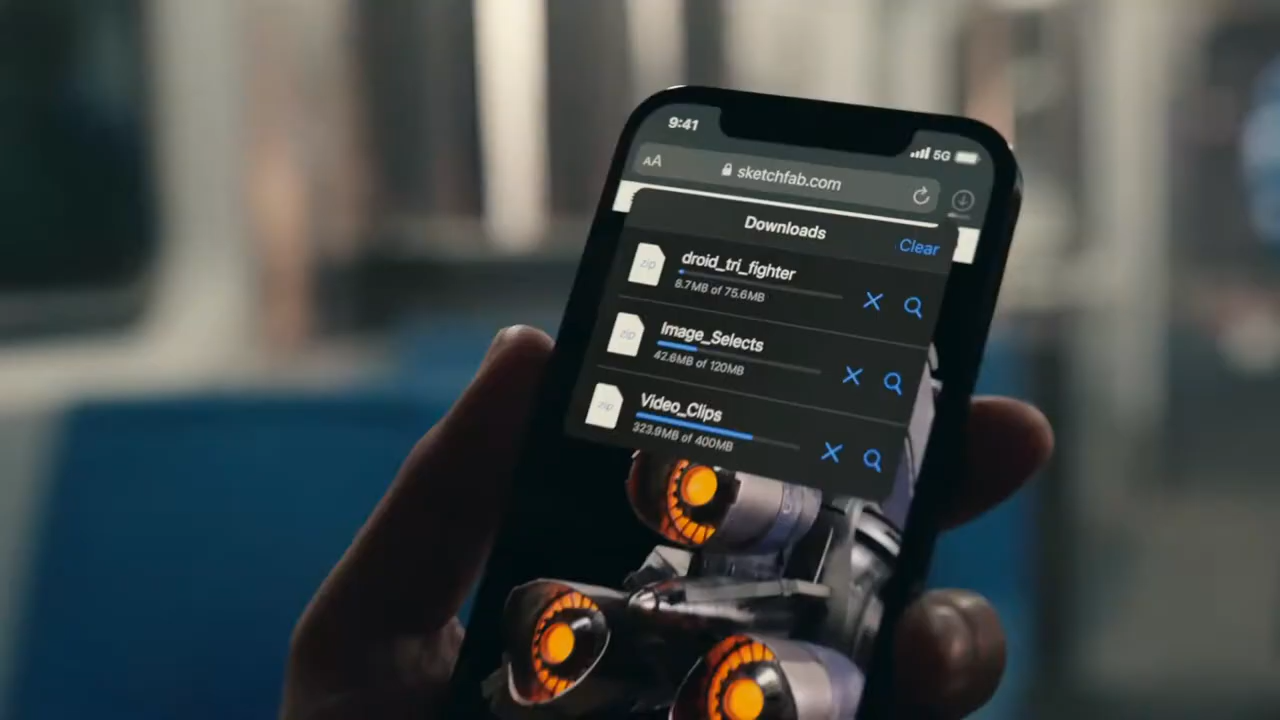 9:41
5G
AA sketchfab.com
Downloads
Clear
zip
droid_tri_fighter
8.7MB of 75.6MB
zip
Image_Selects
42.6MB of 120MB
zip
Video_Clips
323.9MB of 400MB